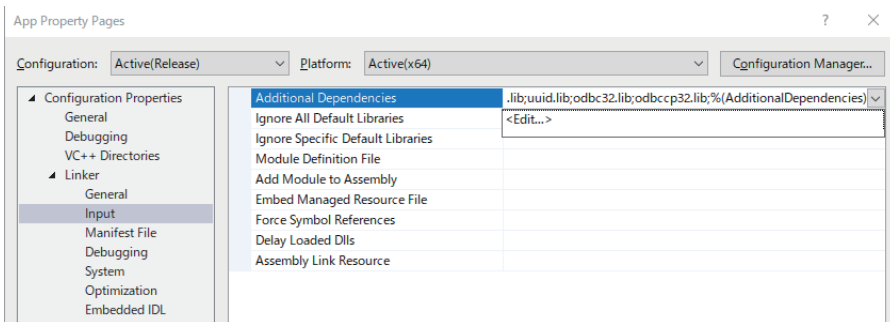 App Property Pages
Configuration: Active(Release) Platform: Active(x64) Configuration Manager...
Configuration Properties
General
Debugging
VC++ Directories
Linker
General
Input
Manifest File
Debugging
System
Optimization
Embedded IDL
Additional Dependencies .lib;uuid.lib;odbc32.lib;odbccp32.lib;%(AdditionalDependencies)
Ignore All Default Libraries <Edit...>
Ignore Specific Default Libraries
Module Definition File
Add Module to Assembly
Embed Managed Resource File
Force Symbol References
Delay Loaded Dlls
Assembly Link Resource